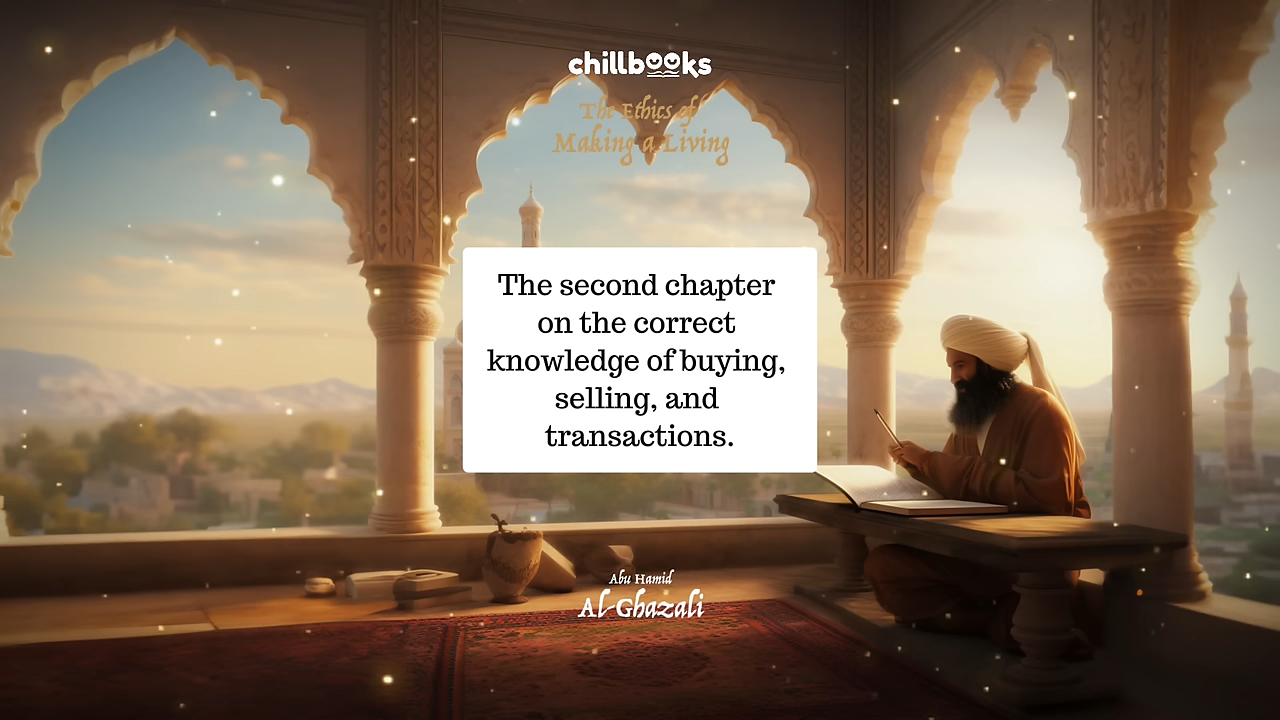 chillbooks
The Ethics of
Making a Living
The second chapter
on the correct
knowledge of buying,
selling, and
transactions.
Abu Hamid
Al-Ghazali